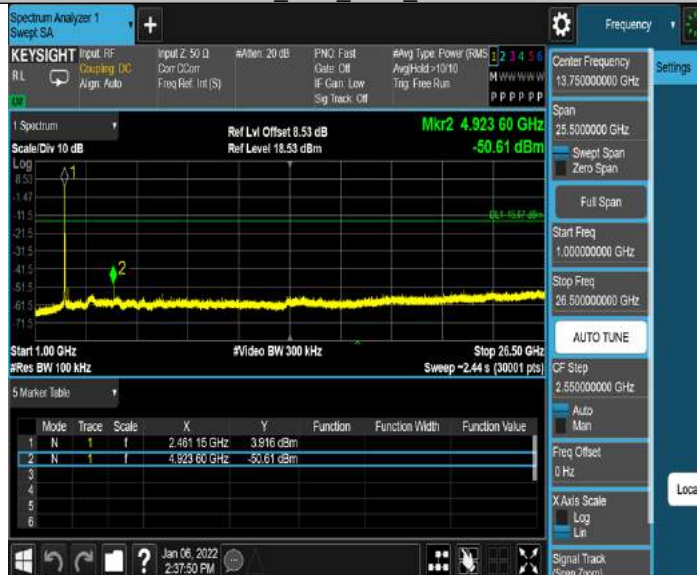 Spectrum Analyzer 1
Swept SA
+
Frequency
KEYSIGHT
RL
Input: RF
Coupling: DC
Align: Auto
Input Z: 50 Ω
Corr CCorr
Freq Ref: Int (S)
#Atten: 20 dB
PNO: Fast
Gate: Off
IF Gain: Low
Sig Track: Off
#Avg Type: Power (RMS
Avg|Hold:>10/10
Trig: Free Run
1 2 3 4 5 6
M W W W W W
P P P P P P
Settings
1 Spectrum
Scale/Div 10 dB
Ref Lvl Offset 8.53 dB
Ref Level 18.53 dBm
Mkr2 4.923 60 GHz
-50.61 dBm
Log
8.53
-1.47
-11.5
-21.5
-31.5
-41.5
-51.5
-61.5
-71.5
1
2
Start 1.00 GHz
#Res BW 100 kHz
#Video BW 300 kHz
Stop 26.50 GHz
Sweep ~2.44 s (30001 pts)
5 Marker Table
Mode Trace Scale X Y Function Function Width Function Value
1 N 1 f 2.461 15 GHz 3.916 dBm
2 N 1 f 4.923 60 GHz -50.61 dBm
3
4
5
6
Center Frequency
13.750000000 GHz
Span
25.5000000 GHz
Swept Span
Zero Span
Full Span
Start Freq
1.000000000 GHz
Stop Freq
26.500000000 GHz
AUTO TUNE
CF Step
2.550000000 GHz
Auto
Man
Freq Offset
0 Hz
X Axis Scale
Log
Lin
Signal Track
(Span Zoom)
Loca
?
Jan 06, 2022
2:37:50 PM